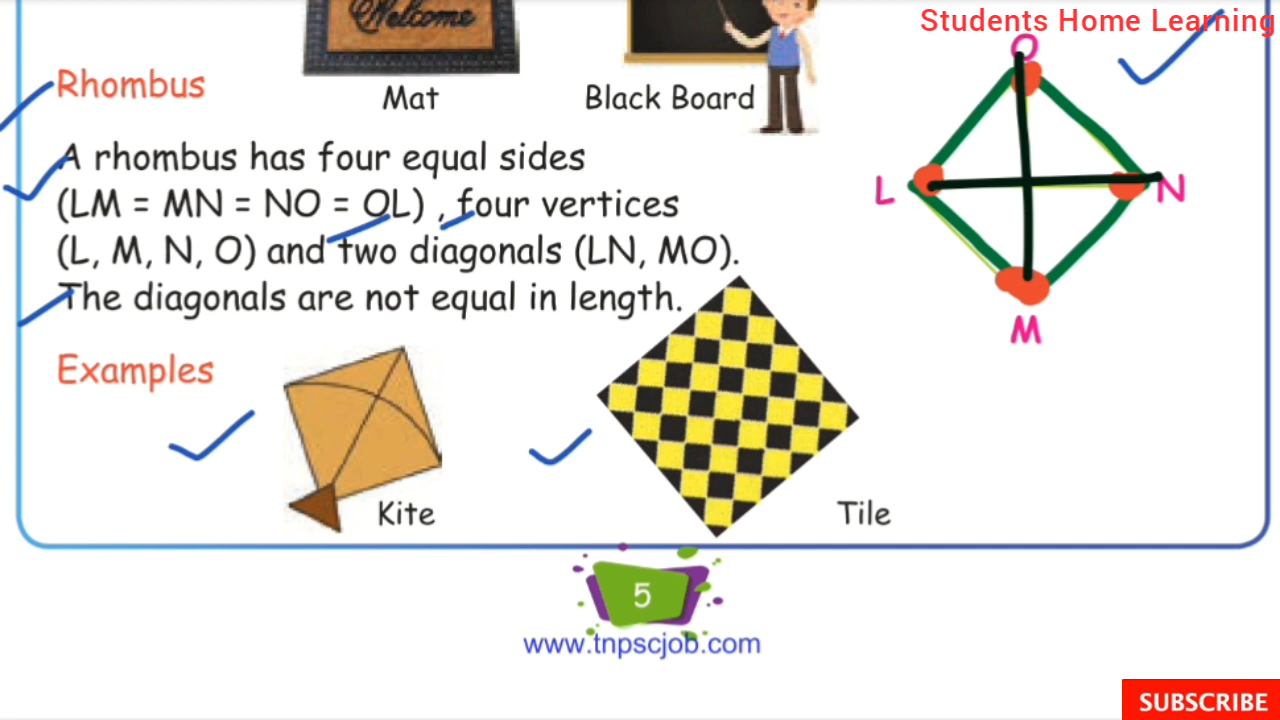 Students Home Learning
Welcome
Mat
Black Board
Rhombus
A rhombus has four equal sides
(LM = MN = NO = OL) , four vertices
(L, M, N, O) and two diagonals (LN, MO).
The diagonals are not equal in length.
O
L
N
M
Examples
Kite
Tile
5
www.tnpscjob.com
SUBSCRIBE